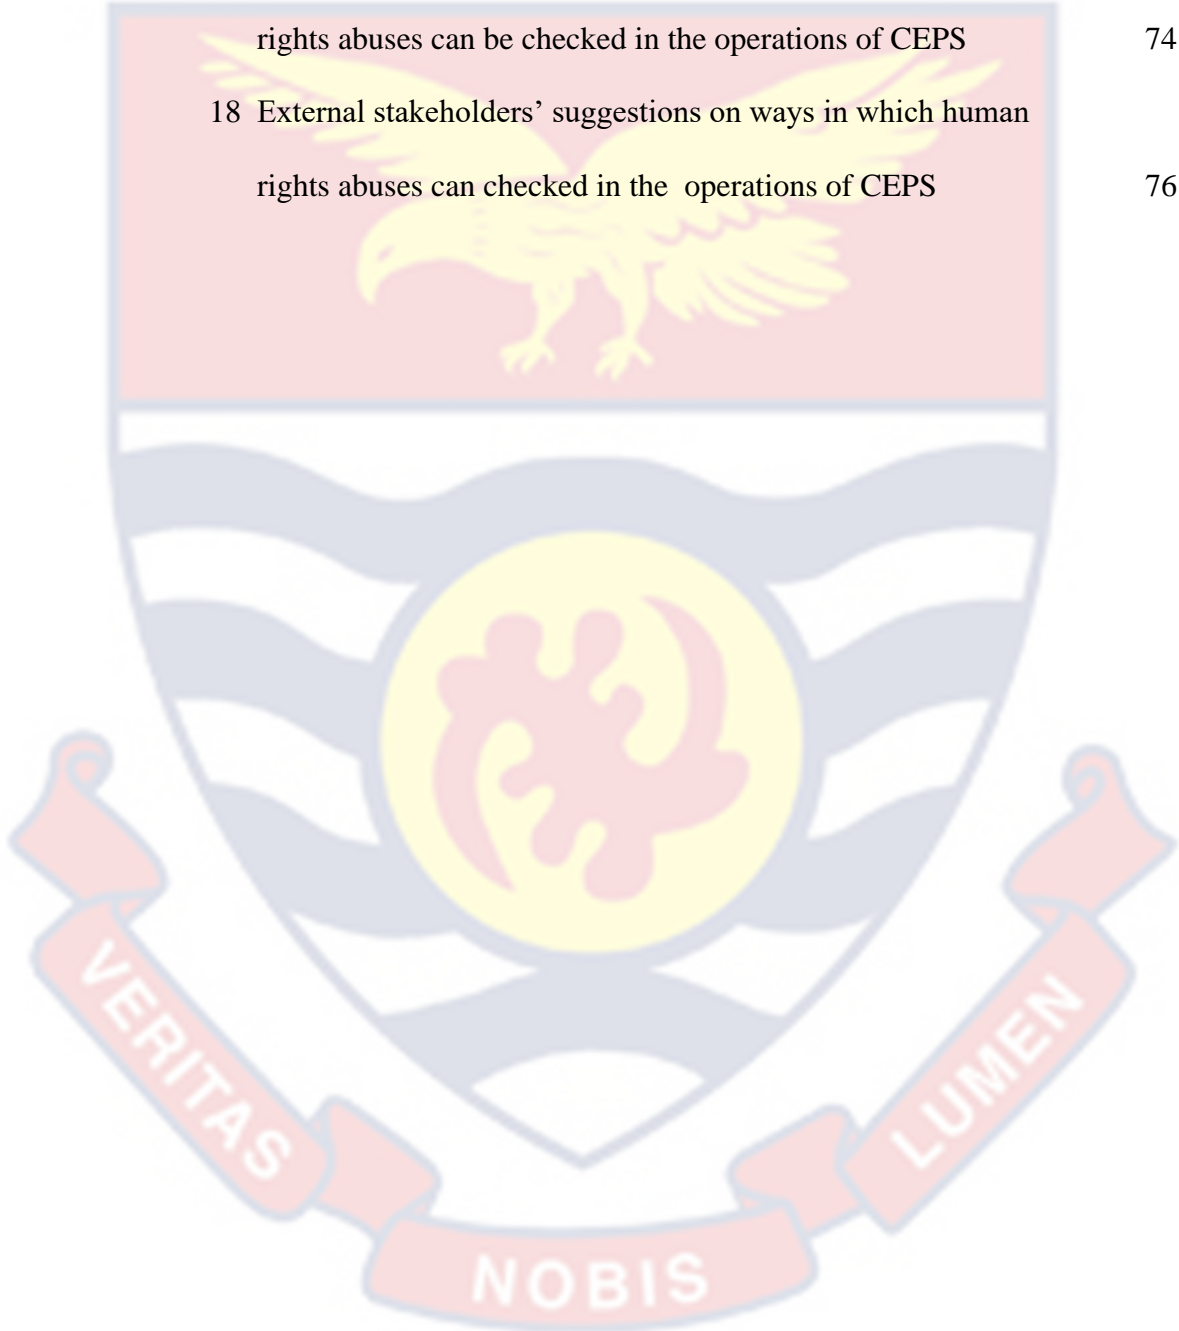 rights abuses can be checked in the operations of CEPS 74
18 External stakeholders’ suggestions on ways in which human
rights abuses can checked in the operations of CEPS 76
VERITAS
NOBIS
LUMEN